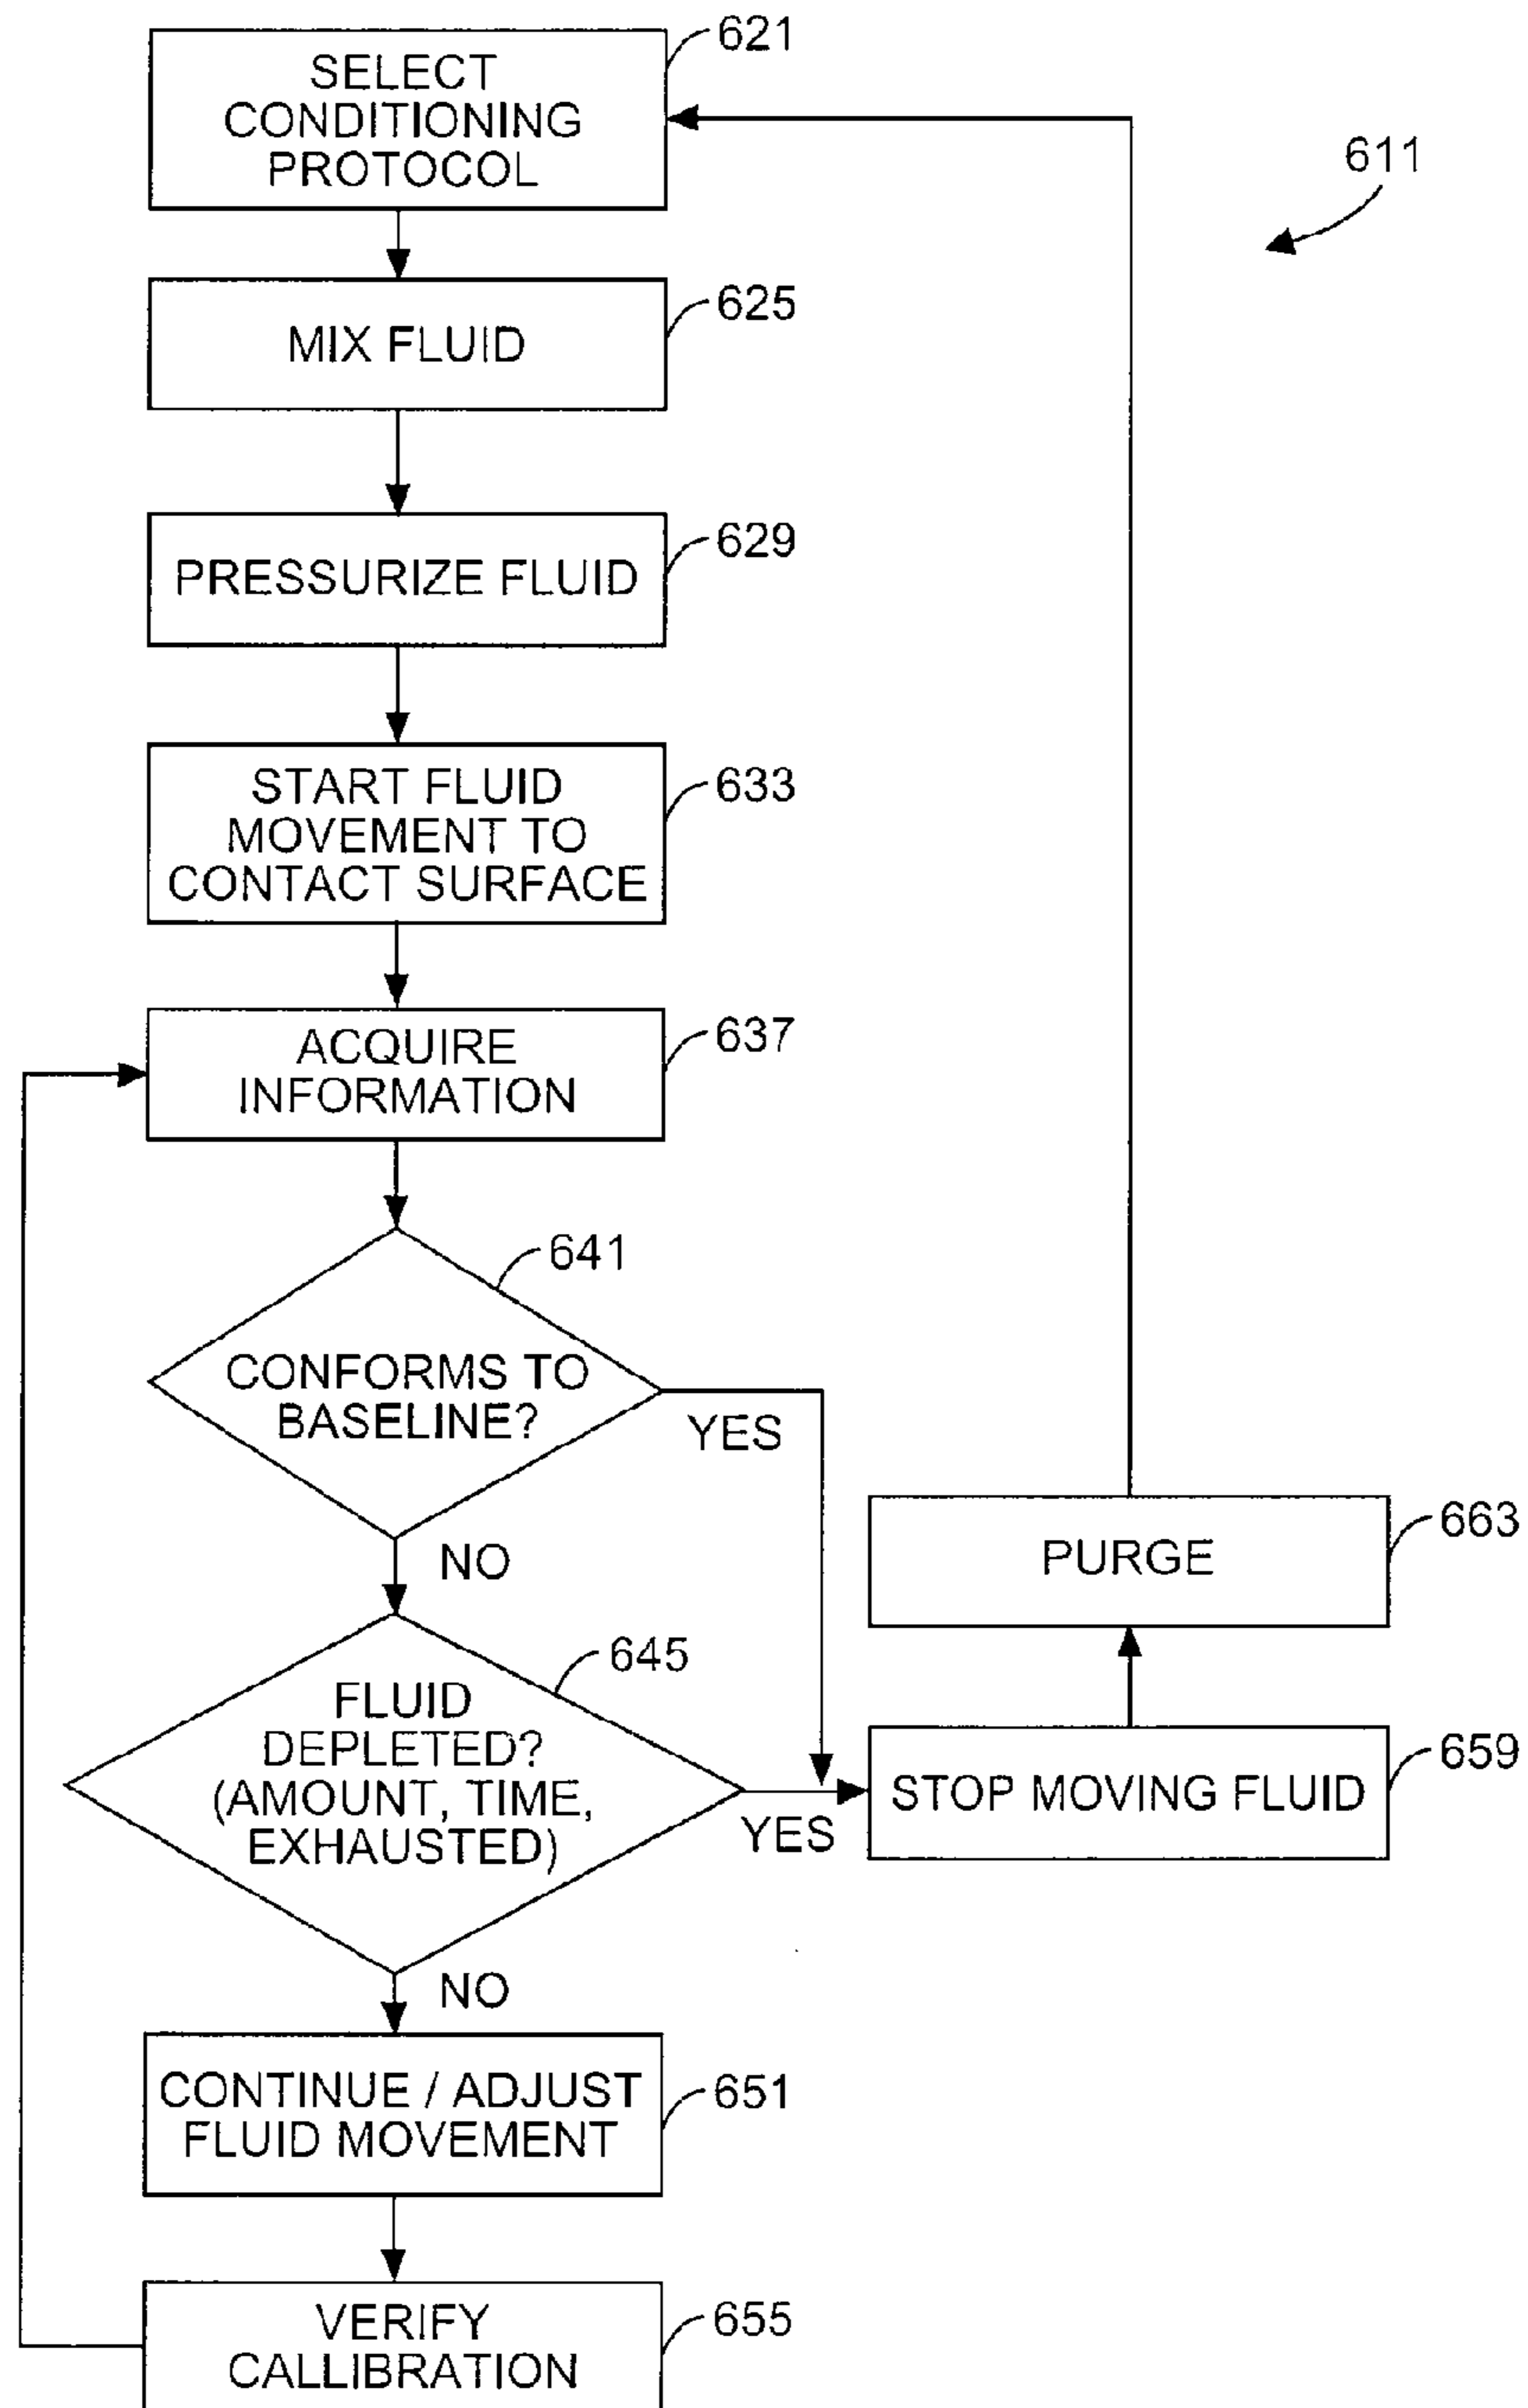 621
SELECT
CONDITIONING
PROTOCOL
611
625
MIX FLUID
629
PRESSURIZE FLUID
633
START FLUID
MOVEMENT TO
CONTACT SURFACE
637
ACQUIRE
INFORMATION
641
CONFORMS TO
BASELINE?
YES
NO
663
PURGE
645
FLUID
DEPLETED?
(AMOUNT, TIME,
EXHAUSTED)
YES
659
STOP MOVING FLUID
NO
651
CONTINUE / ADJUST
FLUID MOVEMENT
655
VERIFY
CALLIBRATION